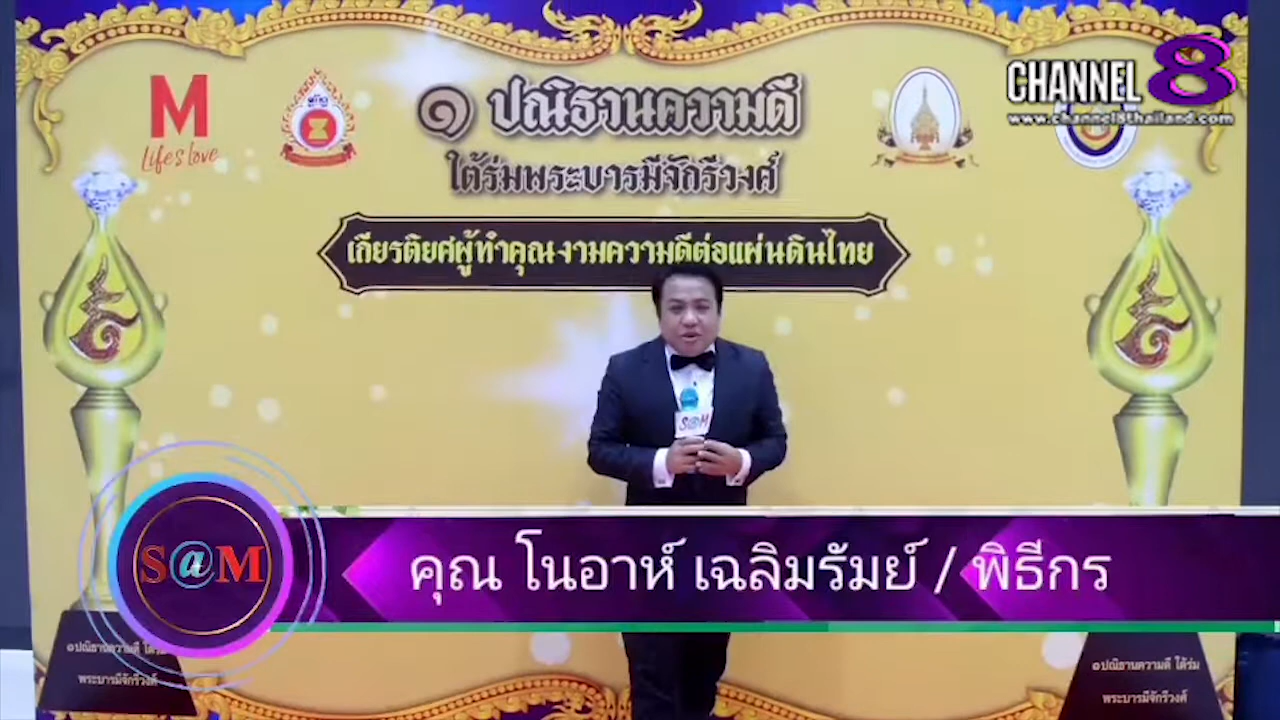 CHANNEL 8
www.channel8thailand.com
M
Life's love
๑ ปณิธานความดี
ใต้ร่มพระบารมีจักรีวงศ์
เกียรติยศผู้ทำคุณงามความดีต่อแผ่นดินไทย
S@M
S@M
คุณ โนอาห์ เฉลิมรัมย์ / พิธีกร
๑ปณิธานความดี ใต้ร่ม
พระบารมีจักรีวงศ์
๑ปณิธานความดี ใต้ร่ม
พระบารมีจักรีวงศ์